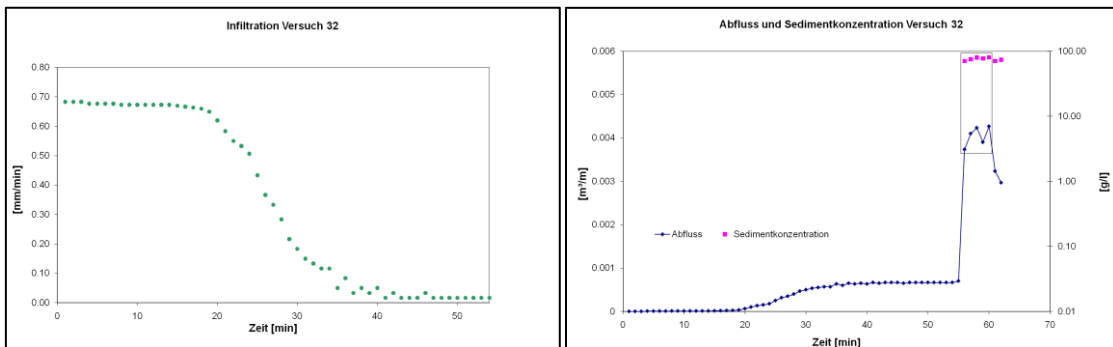 Infiltration Versuch 32
0.80
0.70
0.60
0.50
0.40
0.30
0.20
0.10
0.00
[mm/min]
0 10 20 30 40 50
Zeit [min]
Abfluss und Sedimentkonzentration Versuch 32
0.006
0.005
0.004
0.003
0.002
0.001
0
[m³/m]
100.00
10.00
1.00
0.10
0.01
[g/l]
Abfluss Sedimentkonzentration
0 10 20 30 40 50 60 70
Zeit [min]